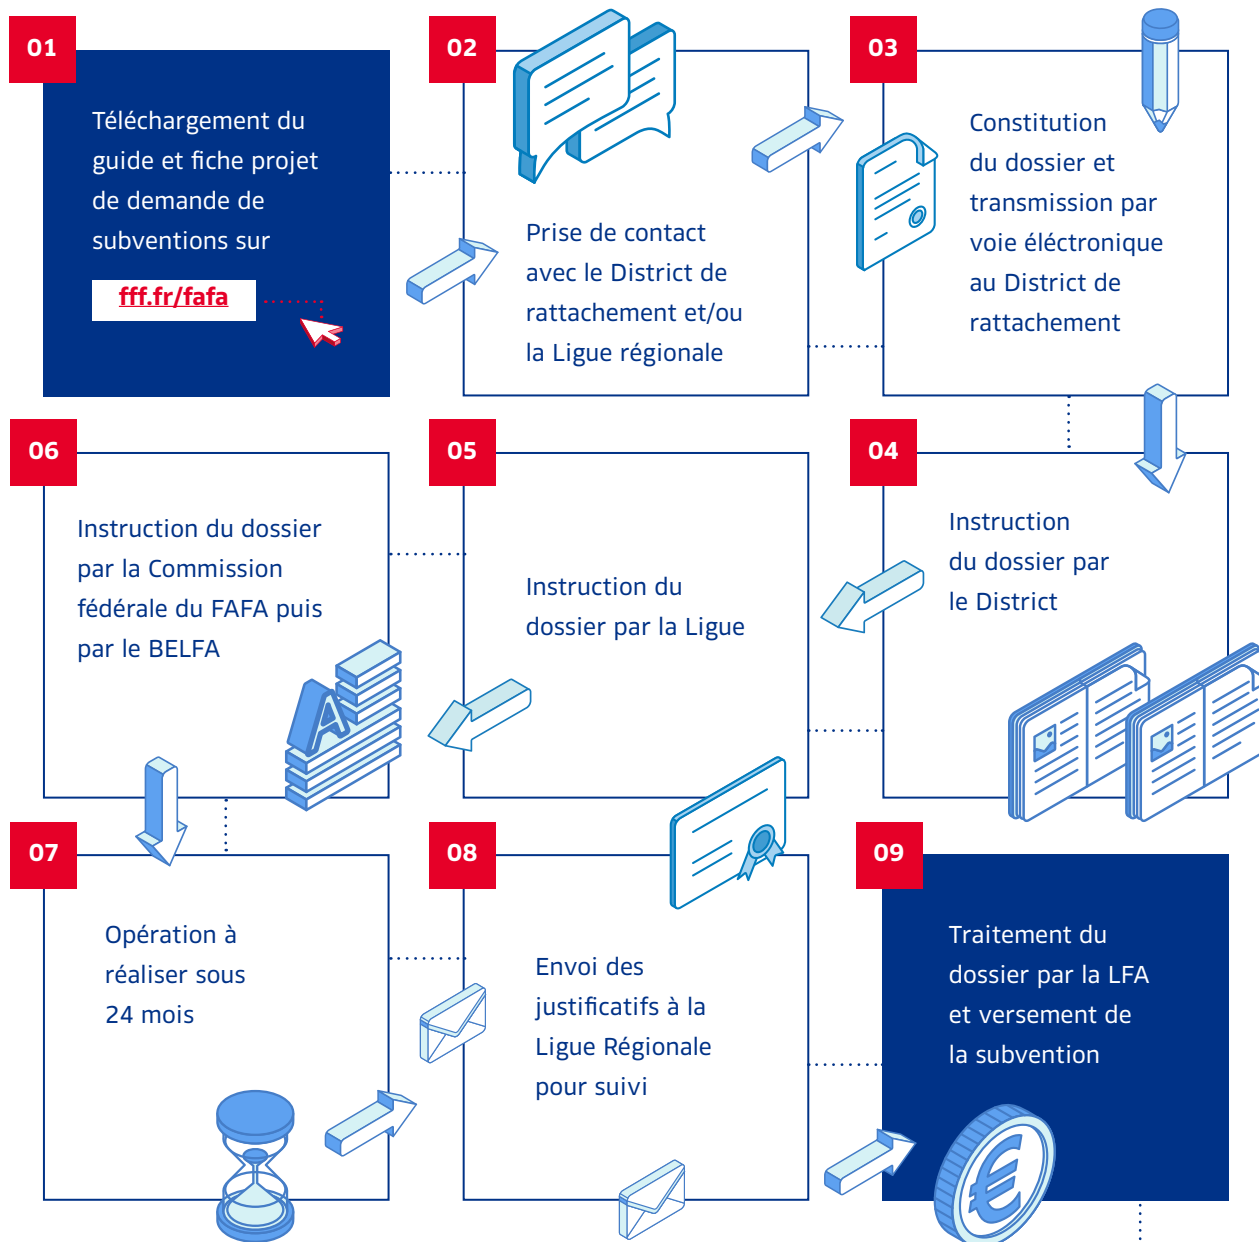 01
Téléchargement du
guide et fiche projet
de demande de
subventions sur
fff.fr/fafa
02
Prise de contact
avec le District de
rattachement et/ou
la Ligue régionale
03
Constitution
du dossier et
transmission par
voie éléctronique
au District de
rattachement
04
Instruction
du dossier par
le District
05
Instruction du
dossier par la Ligue
06
Instruction du dossier
par la Commission
fédérale du FAFA puis
par le BELFA
A
07
Opération à
réaliser sous
24 mois
08
Envoi des
justificatifs à la
Ligue Régionale
pour suivi
09
Traitement du
dossier par la LFA
et versement de
la subvention
€